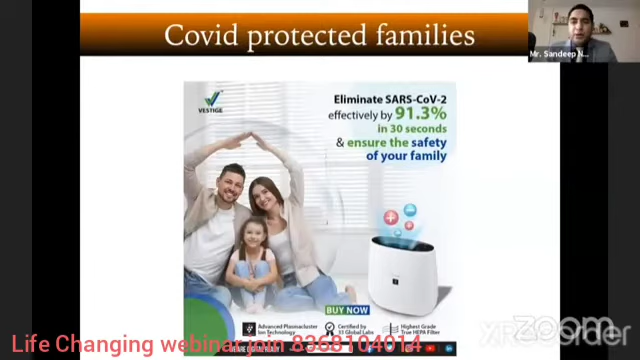 Covid protected families
Mr. Sandeep N...
VESTIGE
Eliminate SARS-CoV-2
effectively by 91.3%
in 30 seconds
& ensure the safety
of your family
BUY NOW
Advanced Plasmacluster
Ion Technology
Certified by
33 Global Labs
Highest Grade
True HEPA Filter
Life Changing webinar join 8368104014
zoom